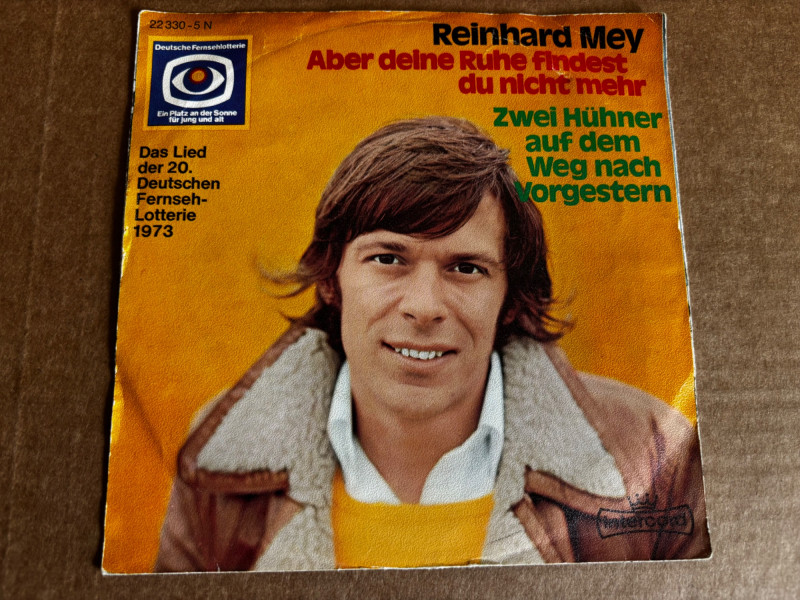 22 330-5 N
Deutsche Fernsehlotterie
Ein Platz an der Sonne
für jung und alt
Das Lied
der 20.
Deutschen
Fernseh-
Lotterie
1973
Reinhard Mey
Aber deine Ruhe findest
du nicht mehr
Zwei Hühner
auf dem
Weg nach
Vorgestern
intercord